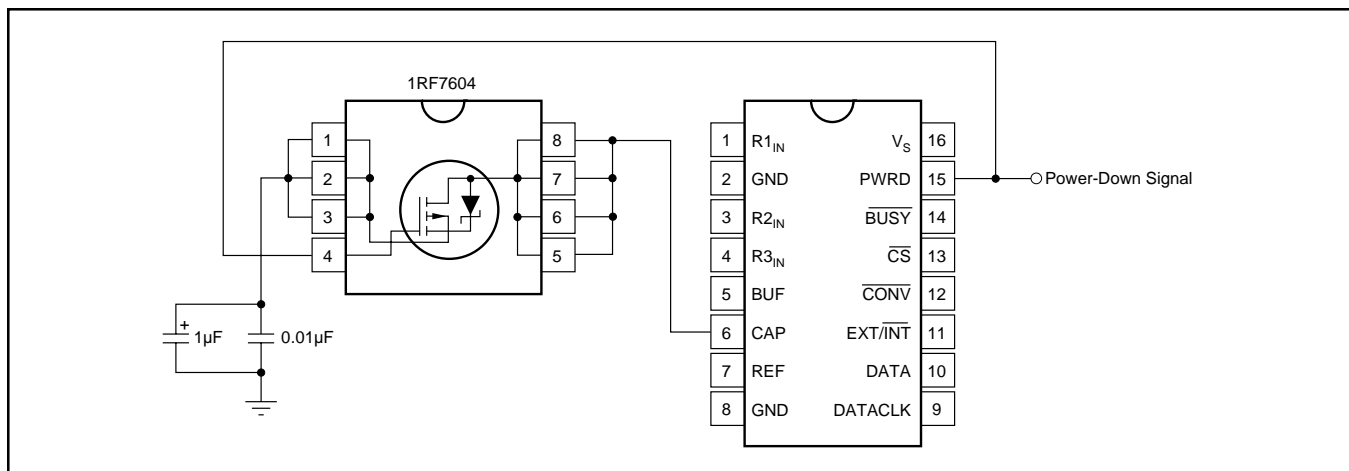 1RF7604
1
2
3
4
8
7
6
5
+
1µF
0.01µF
1 R1IN
2 GND
3 R2IN
4 R3IN
5 BUF
6 CAP
7 REF
8 GND
VS 16
PWRD 15
BUSY 14
CS 13
CONV 12
EXT/INT 11
DATA 10
DATACLK 9
Power-Down Signal